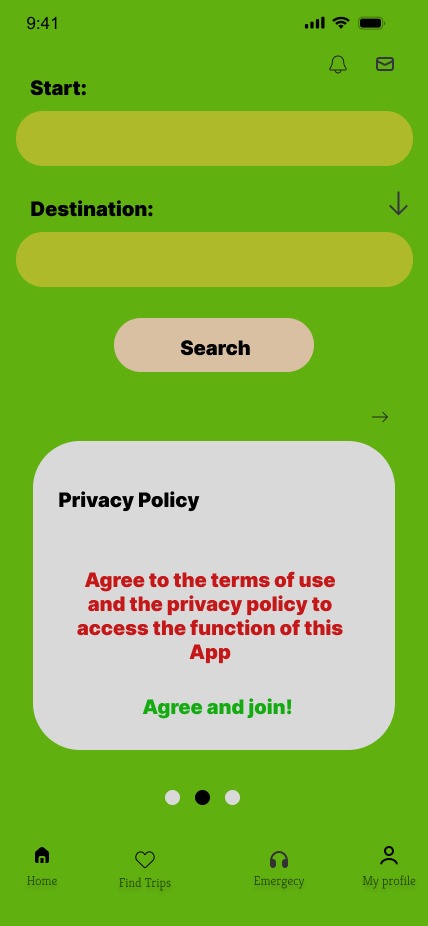 9:41
Start:
Destination:
Search
Privacy Policy
Agree to the terms of use
and the privacy policy to
access the function of this
App
Agree and join!
Home
Find Trips
Emergecy
My profile